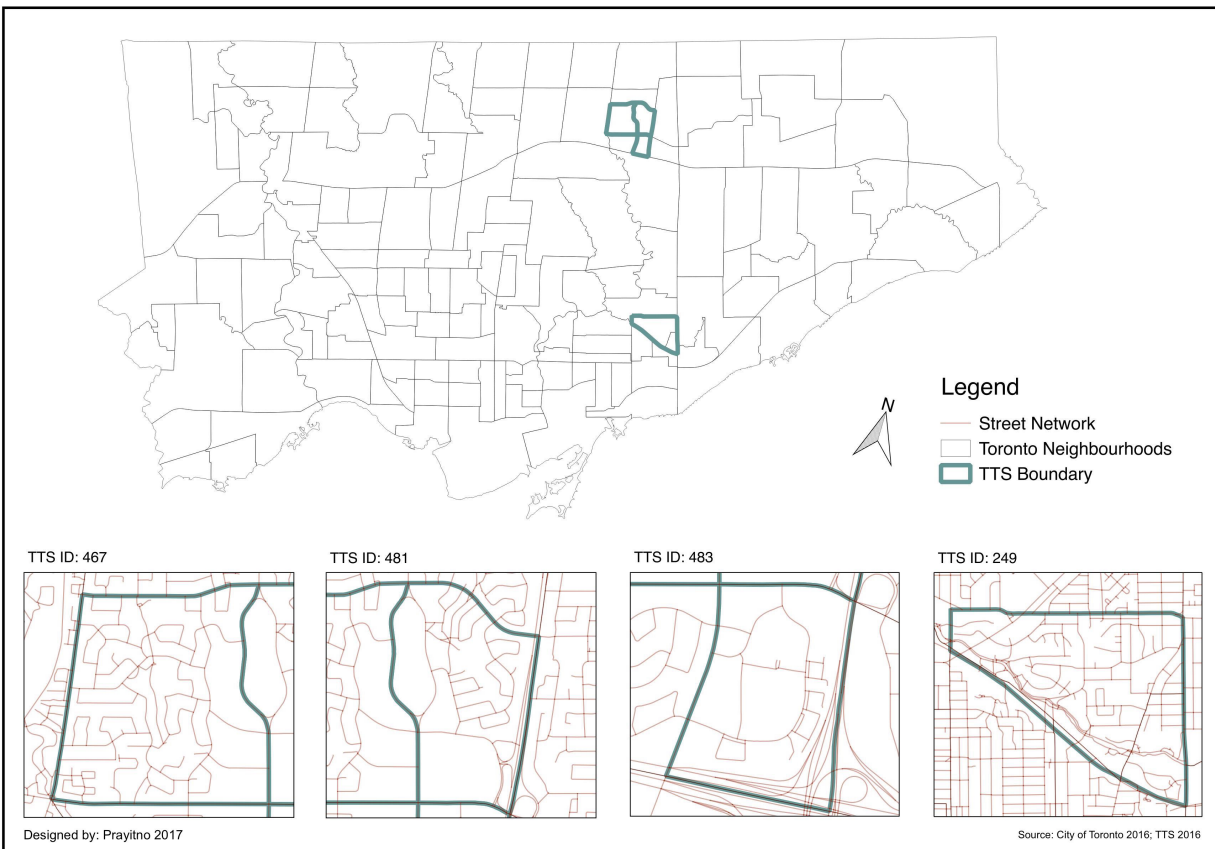 N
Legend
Street Network
Toronto Neighbourhoods
TTS Boundary
TTS ID: 467
TTS ID: 481
TTS ID: 483
TTS ID: 249
Designed by: Prayitno 2017
Source: City of Toronto 2016; TTS 2016